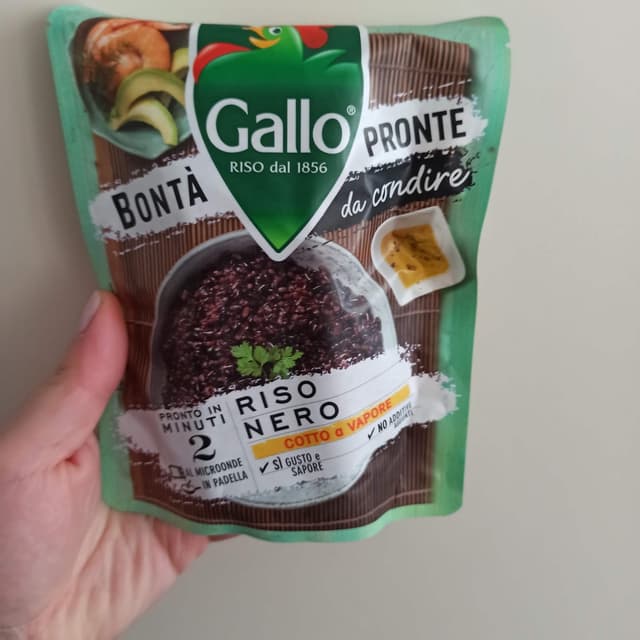 Gallo®
RISO dal 1856
BONTÀ PRONTE
da condire
PRONTO IN
MINUTI
2
AL MICROONDE
IN PADELLA
RISO
NERO
COTTO a VAPORE
✓ SÌ GUSTO e
SAPORE
✓ NO ADDITIVI